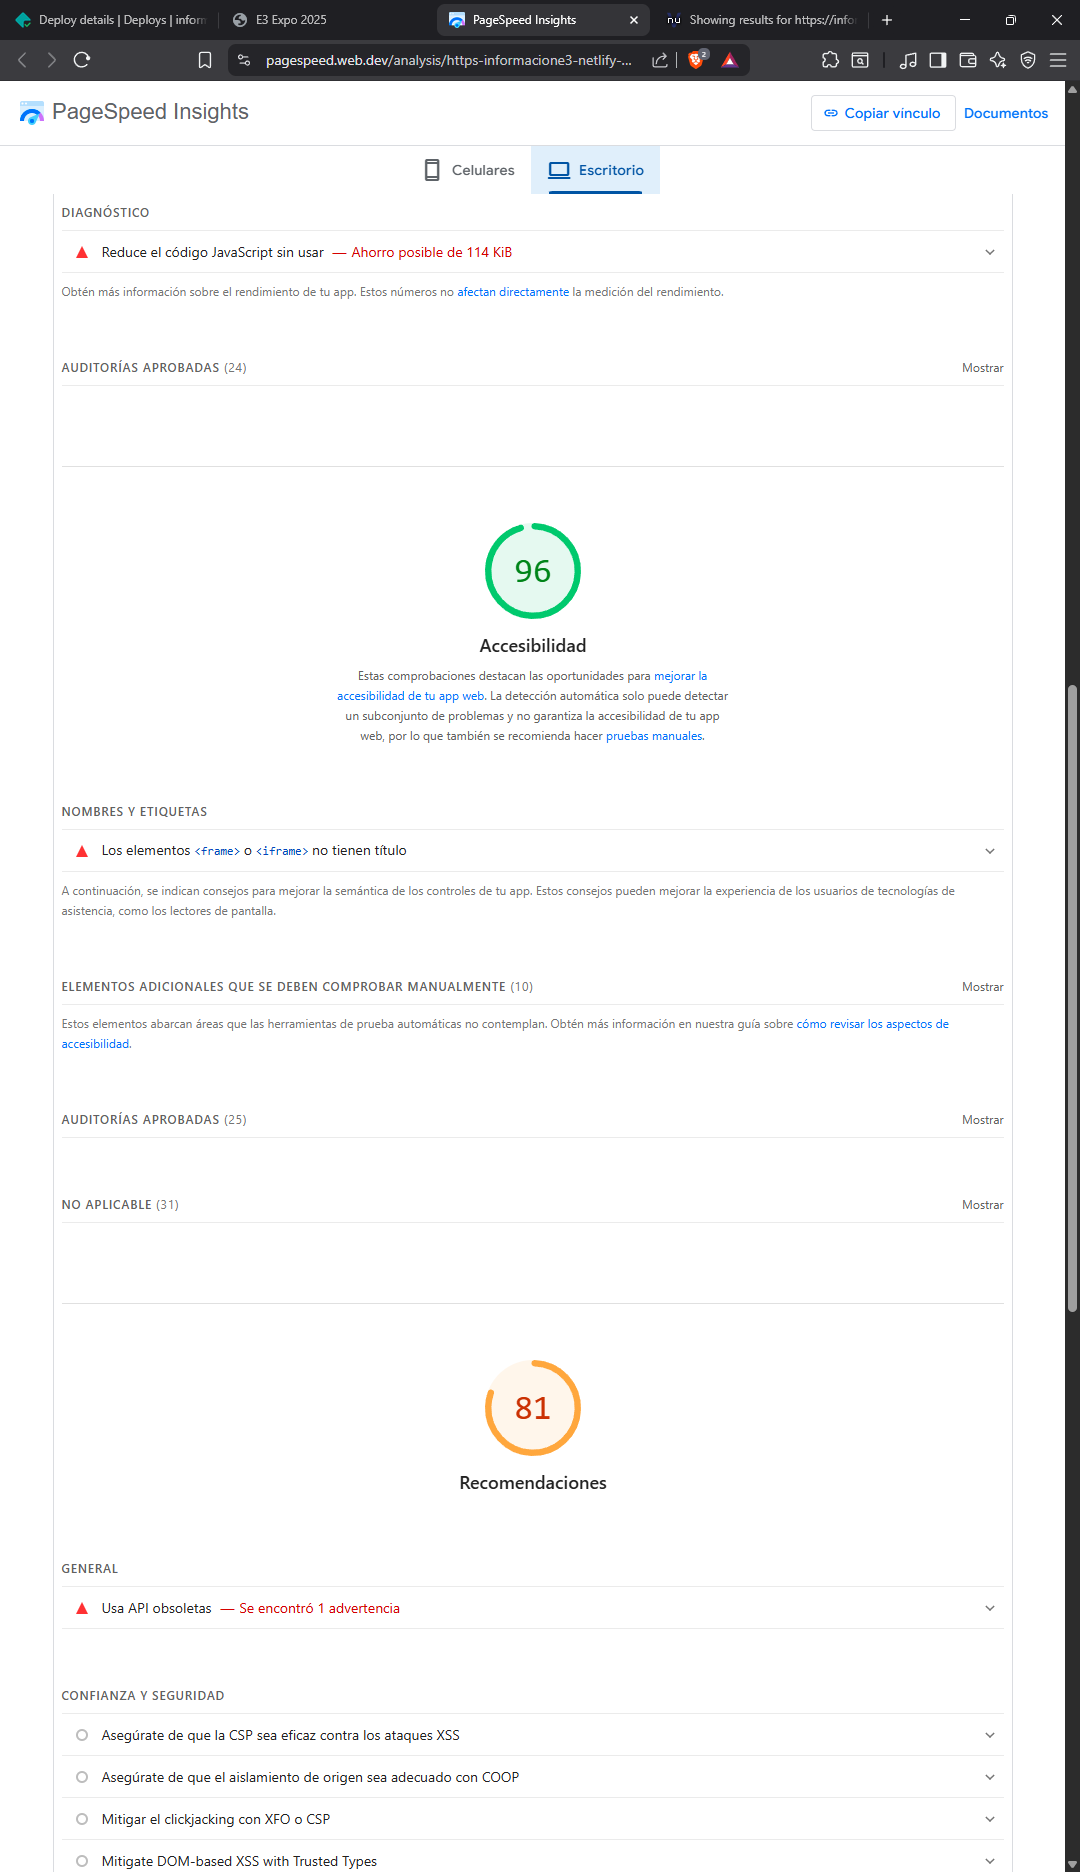 Deploy details | Deploys | inform
E3 Expo 2025
PageSpeed Insights
Showing results for https://info
pagespeed.web.dev/analysis/https-informacione3-netlify-...
2
PageSpeed Insights
Copiar vínculo
Documentos
Celulares
Escritorio
DIAGNÓSTICO
Reduce el código JavaScript sin usar — Ahorro posible de 114 KiB
Obtén más información sobre el rendimiento de tu app. Estos números no afectan directamente la medición del rendimiento.
AUDITORÍAS APROBADAS (24)
Mostrar
96
Accesibilidad
Estas comprobaciones destacan las oportunidades para mejorar la
accesibilidad de tu app web. La detección automática solo puede detectar
un subconjunto de problemas y no garantiza la accesibilidad de tu app
web, por lo que también se recomienda hacer pruebas manuales.
NOMBRES Y ETIQUETAS
Los elementos <frame> o <iframe> no tienen título
A continuación, se indican consejos para mejorar la semántica de los controles de tu app. Estos consejos pueden mejorar la experiencia de los usuarios de tecnologías de
asistencia, como los lectores de pantalla.
ELEMENTOS ADICIONALES QUE SE DEBEN COMPROBAR MANUALMENTE (10)
Mostrar
Estos elementos abarcan áreas que las herramientas de prueba automáticas no contemplan. Obtén más información en nuestra guía sobre cómo revisar los aspectos de
accesibilidad.
AUDITORÍAS APROBADAS (25)
Mostrar
NO APLICABLE (31)
Mostrar
81
Recomendaciones
GENERAL
Usa API obsoletas — Se encontró 1 advertencia
CONFIANZA Y SEGURIDAD
Asegúrate de que la CSP sea eficaz contra los ataques XSS
Asegúrate de que el aislamiento de origen sea adecuado con COOP
Mitigar el clickjacking con XFO o CSP
Mitigate DOM-based XSS with Trusted Types